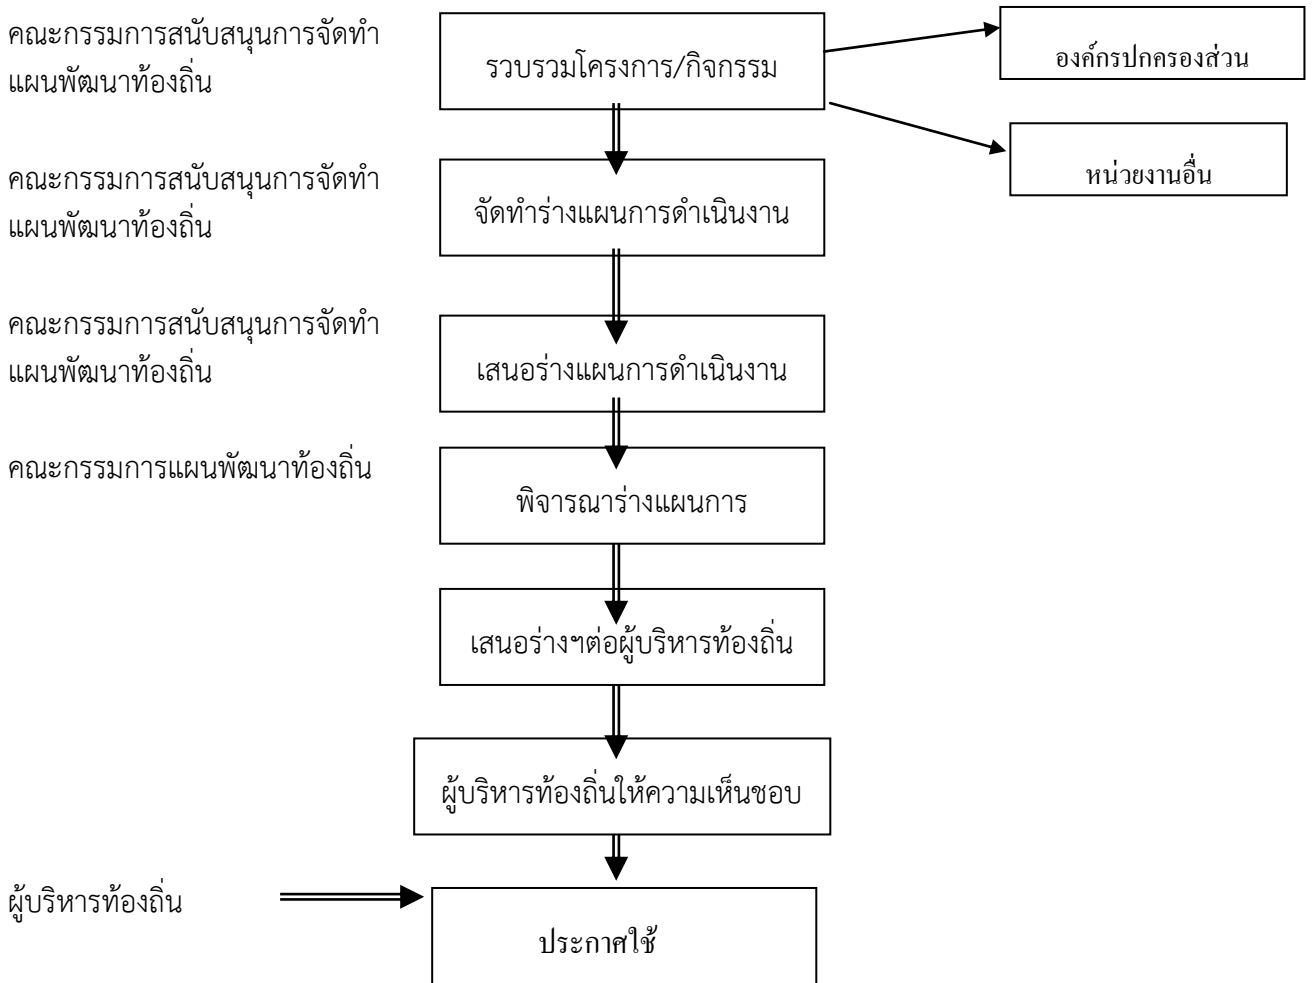 คณะกรรมการสนับสนุนการจัดทำ
แผนพัฒนาท้องถิ่น
รวบรวมโครงการ/กิจกรรม
องค์กรปกครองส่วน
หน่วยงานอื่น
คณะกรรมการสนับสนุนการจัดทำ
แผนพัฒนาท้องถิ่น
จัดทำร่างแผนการดำเนินงาน
คณะกรรมการสนับสนุนการจัดทำ
แผนพัฒนาท้องถิ่น
เสนอร่างแผนการดำเนินงาน
คณะกรรมการแผนพัฒนาท้องถิ่น
พิจารณาร่างแผนการ
เสนอร่างฯต่อผู้บริหารท้องถิ่น
ผู้บริหารท้องถิ่นให้ความเห็นชอบ
ผู้บริหารท้องถิ่น
ประกาศใช้